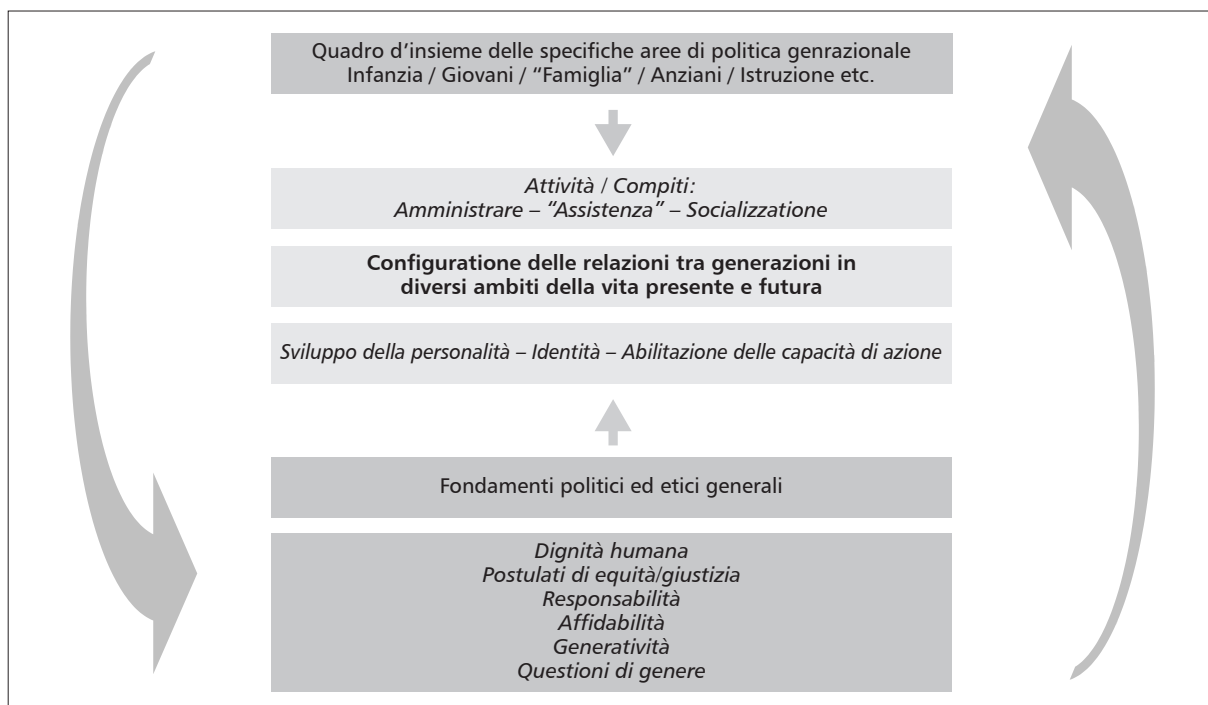 Quadro d’insieme delle specifiche aree di politica genrazionale
Infanzia / Giovani / “Famiglia” / Anziani / Istruzione etc.
Attività / Compiti:
Amministrare – “Assistenza” – Socializzatione
Configuratione delle relazioni tra generazioni in
diversi ambiti della vita presente e futura
Sviluppo della personalità – Identità – Abilitazione delle capacità di azione
Fondamenti politici ed etici generali
Dignità humana
Postulati di equità/giustizia
Responsabilità
Affidabilità
Generatività
Questioni di genere